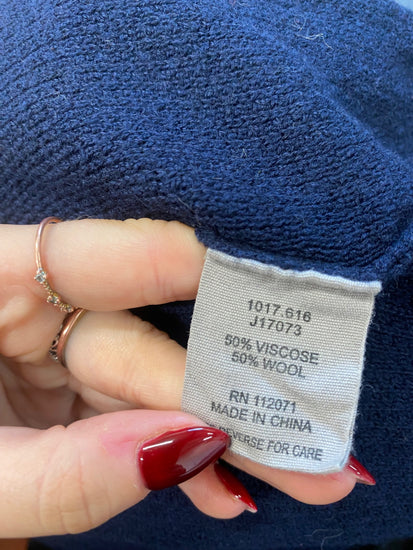 1017.616
J17073
50% VISCOSE
50% WOOL
RN 112071
MADE IN CHINA
REVERSE FOR CARE